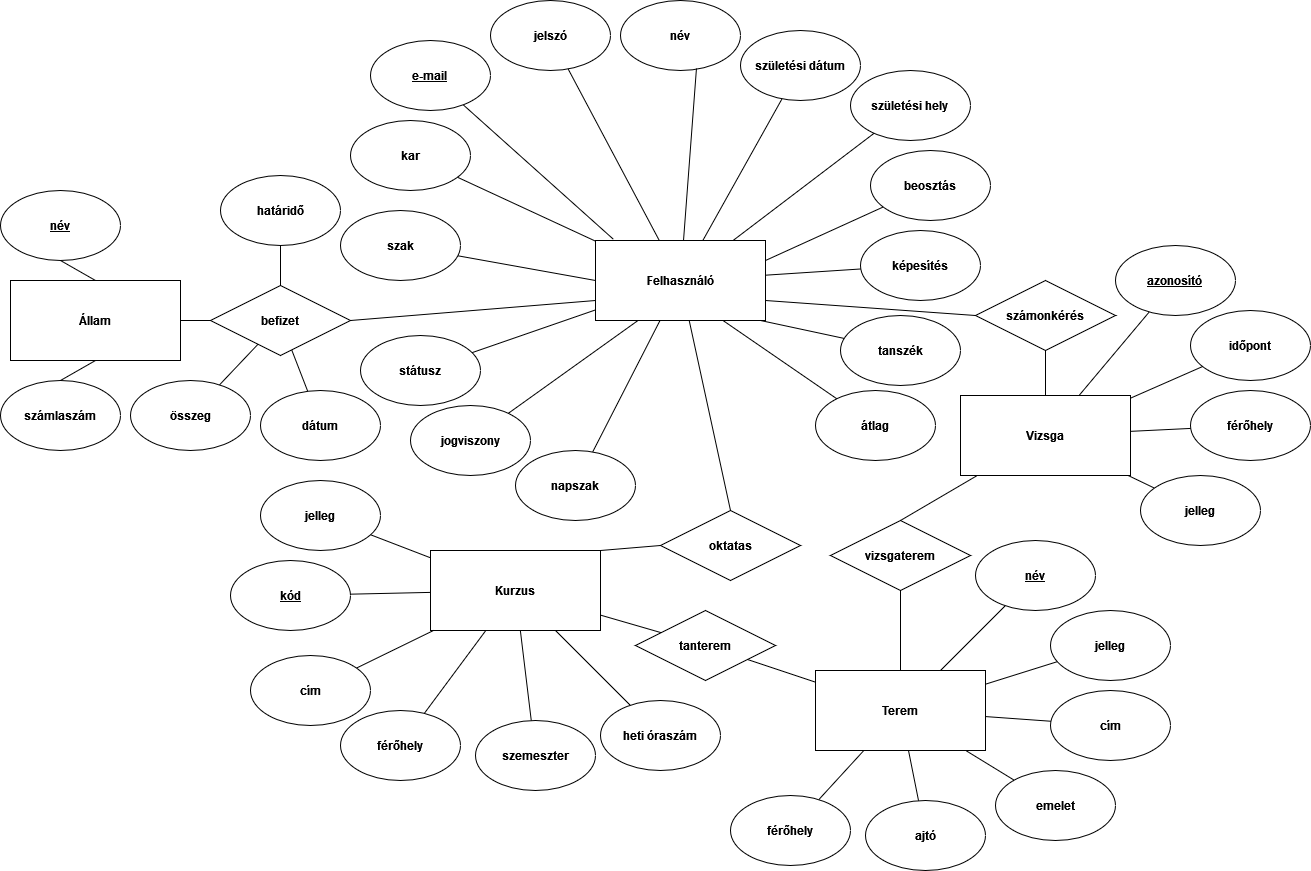 jelszó
név
születési dátum
e-mail
születési hely
kar
beosztás
határidő
név
szak
képesítés
Felhasználó
azonosító
Állam
befizet
számonkérés
tanszék
időpont
státusz
számlaszám
összeg
dátum
átlag
férőhely
jogviszony
Vizsga
napszak
jelleg
jelleg
oktatas
vizsgaterem
név
kód
Kurzus
tanterem
jelleg
cím
Terem
cím
férőhely
szemeszter
heti óraszám
emelet
férőhely
ajtó